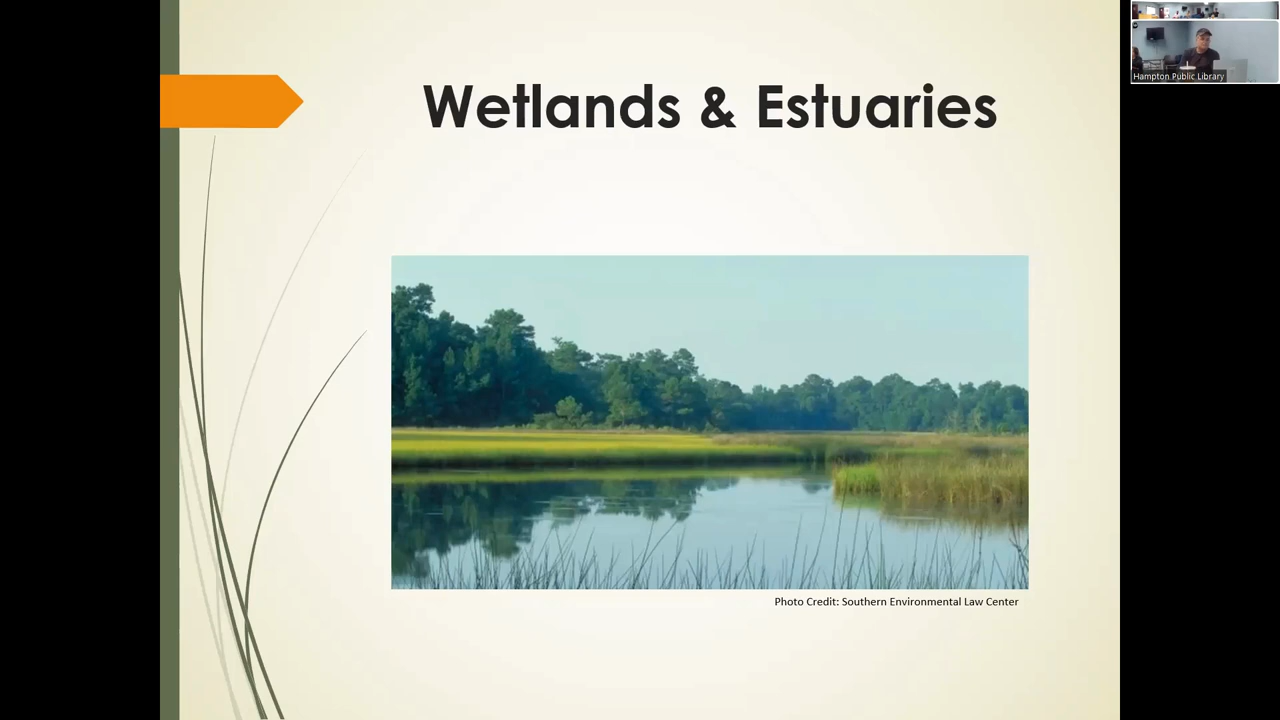 Wetlands & Estuaries
Photo Credit: Southern Environmental Law Center
Hampton Public Library